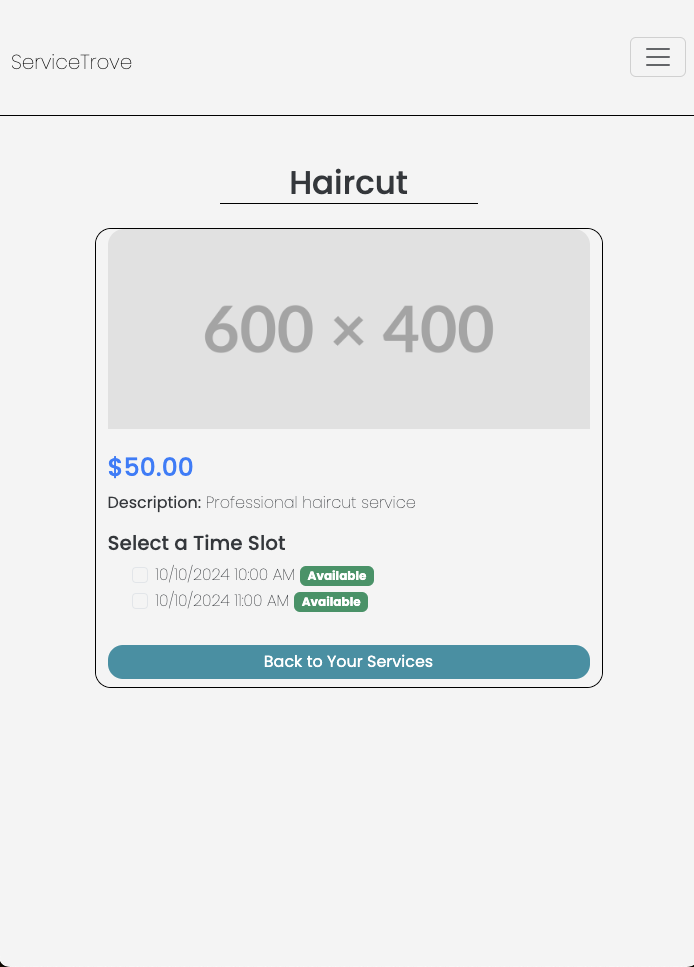 ServiceTrove
Haircut
600 × 400
$50.00
Description: Professional haircut service
Select a Time Slot
10/10/2024 10:00 AM Available
10/10/2024 11:00 AM Available
Back to Your Services